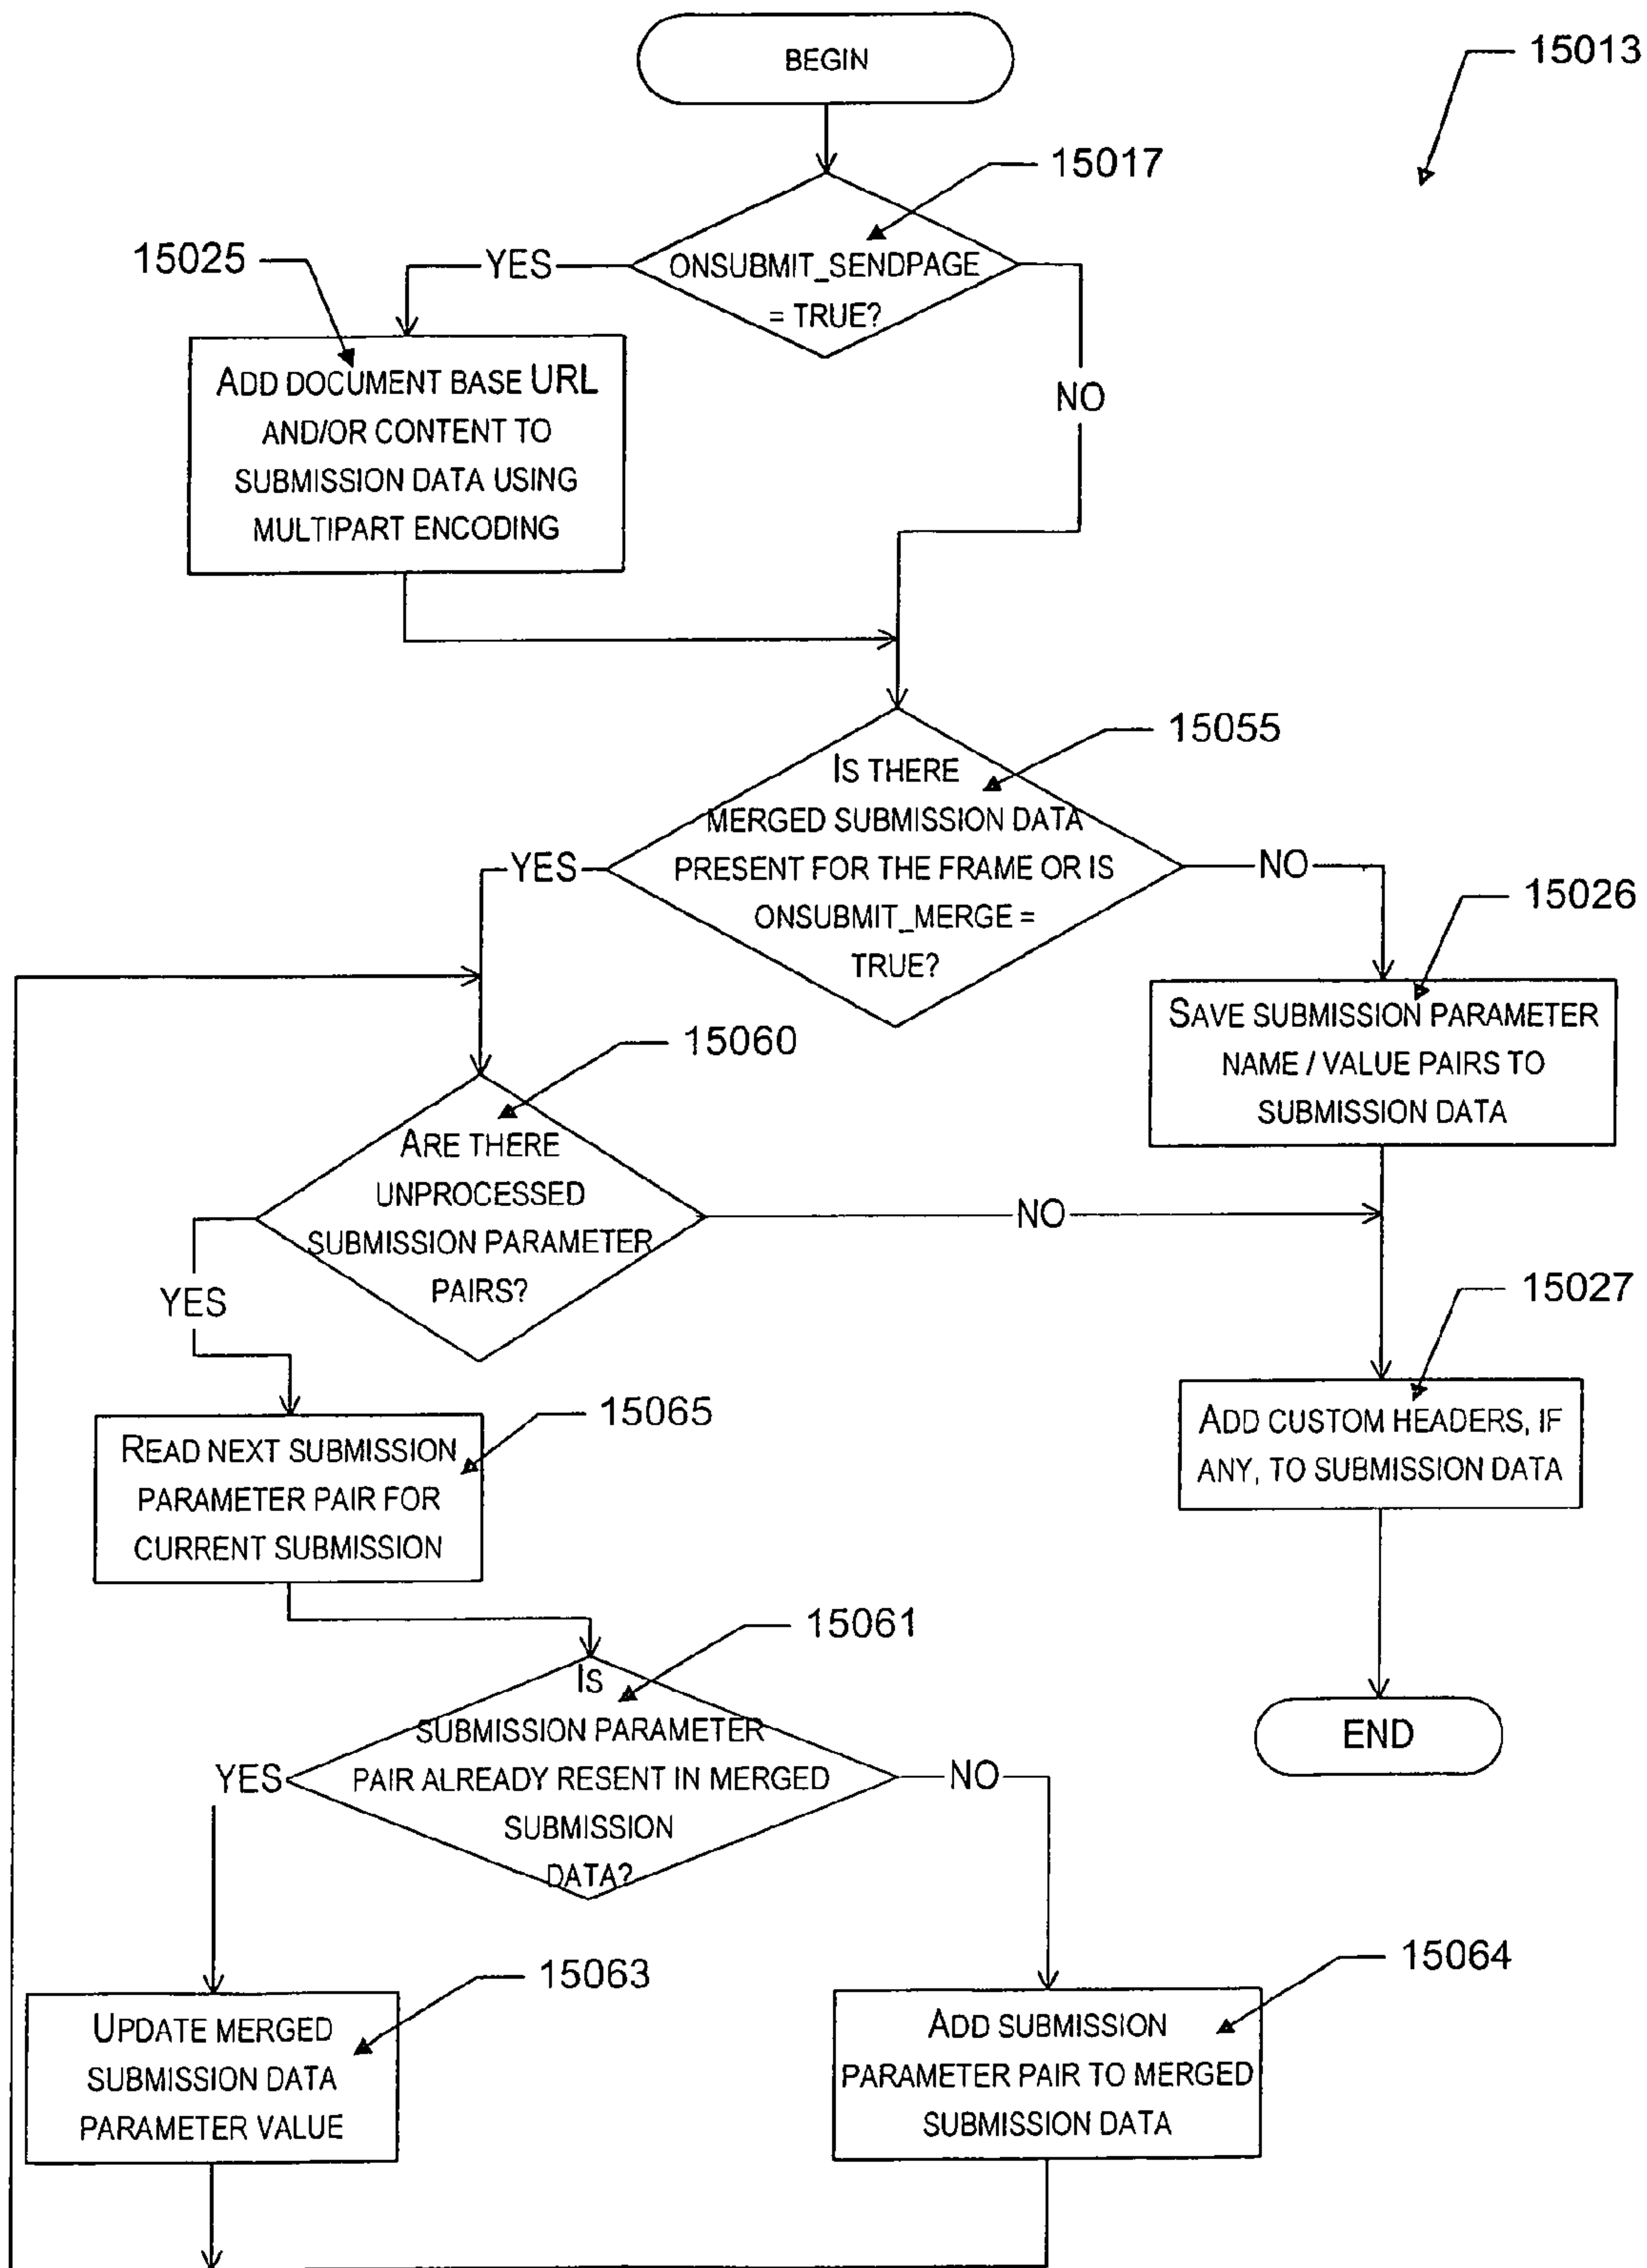 BEGIN
15013
15017
ONSUBMIT_SENDPAGE
= TRUE?
YES
NO
15025
ADD DOCUMENT BASE URL
AND/OR CONTENT TO
SUBMISSION DATA USING
MULTIPART ENCODING
15055
IS THERE
MERGED SUBMISSION DATA
PRESENT FOR THE FRAME OR IS
ONSUBMIT_MERGE =
TRUE?
YES
NO
15026
SAVE SUBMISSION PARAMETER
NAME / VALUE PAIRS TO
SUBMISSION DATA
15060
ARE THERE
UNPROCESSED
SUBMISSION PARAMETER
PAIRS?
NO
YES
15027
ADD CUSTOM HEADERS, IF
ANY, TO SUBMISSION DATA
15065
READ NEXT SUBMISSION
PARAMETER PAIR FOR
CURRENT SUBMISSION
15061
IS
SUBMISSION PARAMETER
PAIR ALREADY RESENT IN MERGED
SUBMISSION
DATA?
YES
NO
END
15063
UPDATE MERGED
SUBMISSION DATA
PARAMETER VALUE
15064
ADD SUBMISSION
PARAMETER PAIR TO MERGED
SUBMISSION DATA